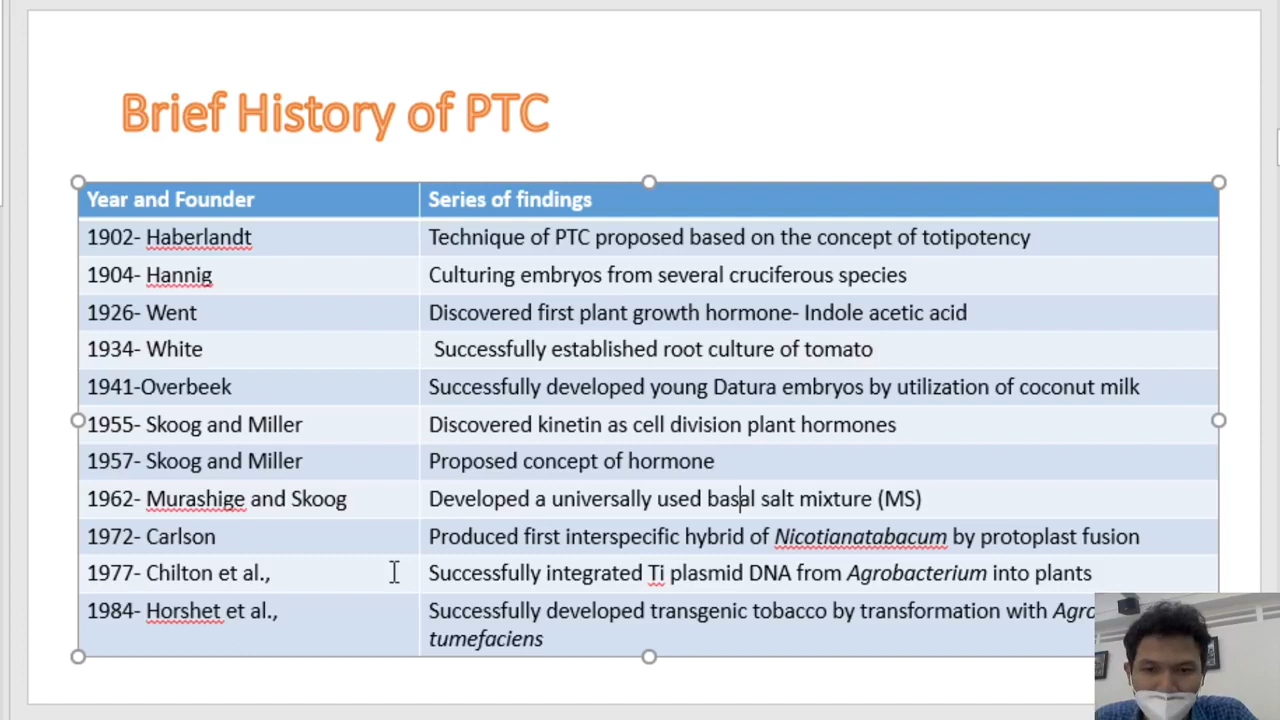 Brief History of PTC
Year and Founder Series of findings
1902- Haberlandt Technique of PTC proposed based on the concept of totipotency
1904- Hannig Culturing embryos from several cruciferous species
1926- Went Discovered first plant growth hormone- Indole acetic acid
1934- White Successfully established root culture of tomato
1941-Overbeek Successfully developed young Datura embryos by utilization of coconut milk
1955- Skoog and Miller Discovered kinetin as cell division plant hormones
1957- Skoog and Miller Proposed concept of hormone
1962- Murashige and Skoog Developed a universally used basal salt mixture (MS)
1972- Carlson Produced first interspecific hybrid of Nicotianatabacum by protoplast fusion
1977- Chilton et al., Successfully integrated Ti plasmid DNA from Agrobacterium into plants
1984- Horshet et al., Successfully developed transgenic tobacco by transformation with
tumefaciens